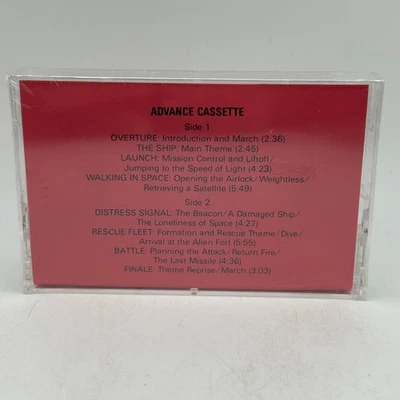 ADVANCE CASSETTE
Side 1
OVERTURE: Introduction and March (2:36)
THE SHIP: Main Theme (2:45)
LAUNCH: Mission Control and Liftoff/
Jumping to the Speed of Light (4:23)
WALKING IN SPACE: Opening the Airlock/Weightless/
Retrieving a Satellite (5:49)
Side 2
DISTRESS SIGNAL: The Beacon/A Damaged Ship/
The Loneliness of Space (4:27)
RESCUE FLEET: Formation and Rescue Theme/Dive/
Arrival at the Alien Fort (5:55)
BATTLE: Planning the Attack/Return Fire/
The Last Missile (4:36)
FINALE: Theme Reprise/March (3:03)